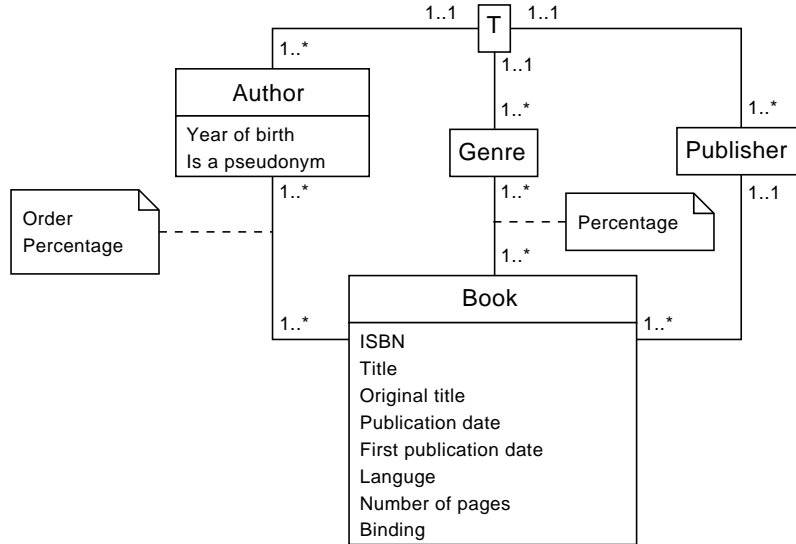 1..1
T
1..1
1..*
1..1
Author
1..*
1..*
Year of birth
Is a pseudonym
Genre
Publisher
1..*
1..*
1..1
Order
Percentage
Percentage
1..*
Book
1..*
1..*
ISBN
Title
Original title
Publication date
First publication date
Languge
Number of pages
Binding